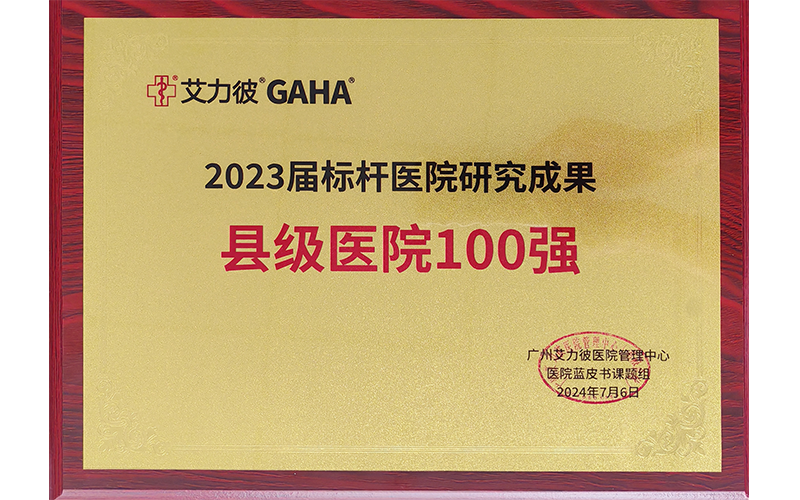 艾力彼® GAHA®
2023届标杆医院研究成果
县级医院100强
广州艾力彼医院管理中心
医院蓝皮书课题组
2024年7月6日